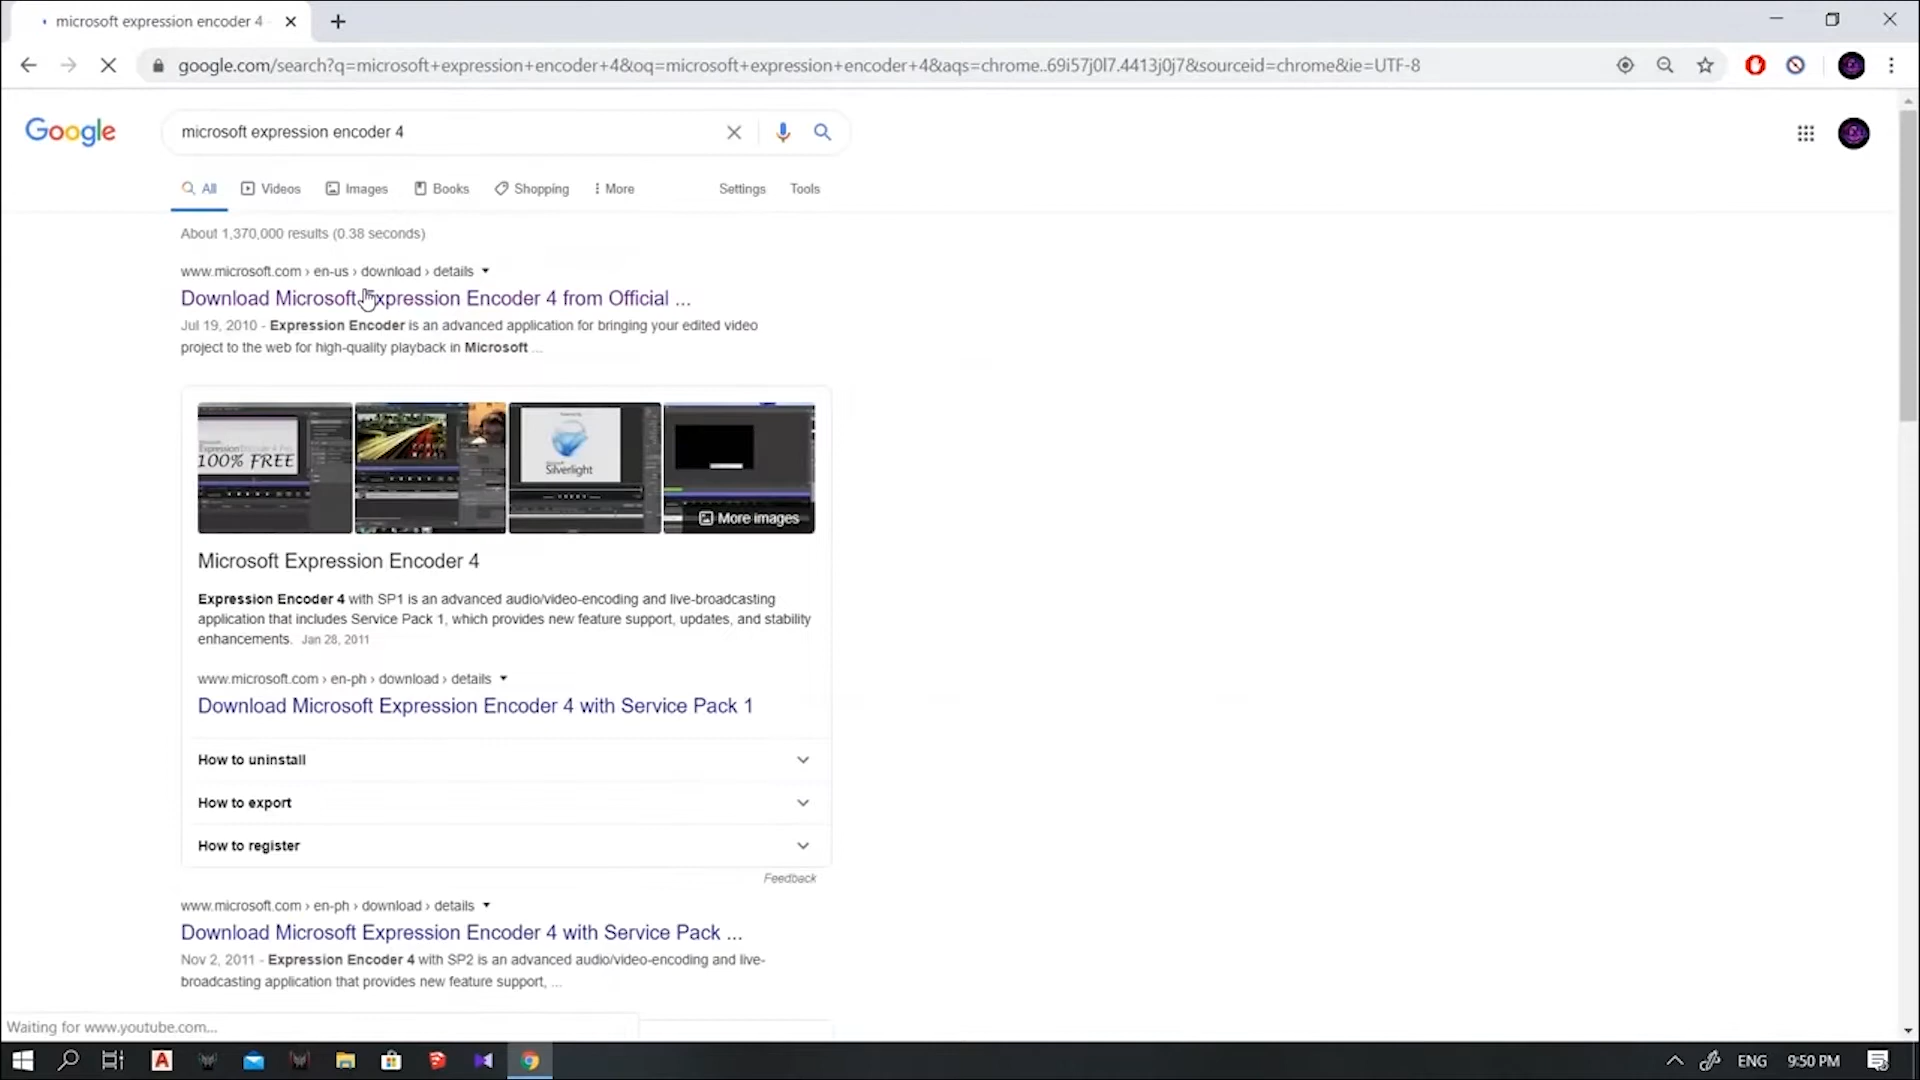 microsoft expression encoder 4
google.com/search?q=microsoft+expression+encoder+4&oq=microsoft+expression+encoder+4&aqs=chrome..69i57j0l7.4413j0j7&sourceid=chrome&ie=UTF-8
Google
microsoft expression encoder 4
All Videos Images Books Shopping More Settings Tools
About 1,370,000 results (0.38 seconds)
www.microsoft.com › en-us › download › details
Download Microsoft Expression Encoder 4 from Official ...
Jul 19, 2010 - Expression Encoder is an advanced application for bringing your edited video
project to the web for high-quality playback in Microsoft ...
100% FREE
Silverlight
More images
Microsoft Expression Encoder 4
Expression Encoder 4 with SP1 is an advanced audio/video-encoding and live-broadcasting
application that includes Service Pack 1, which provides new feature support, updates, and stability
enhancements. Jan 28, 2011
www.microsoft.com › en-ph › download › details
Download Microsoft Expression Encoder 4 with Service Pack 1
How to uninstall
How to export
How to register
Feedback
www.microsoft.com › en-ph › download › details
Download Microsoft Expression Encoder 4 with Service Pack ...
Nov 2, 2011 - Expression Encoder 4 with SP2 is an advanced audio/video-encoding and live-
broadcasting application that provides new feature support, ...
Waiting for www.youtube.com...
ENG 9:50 PM